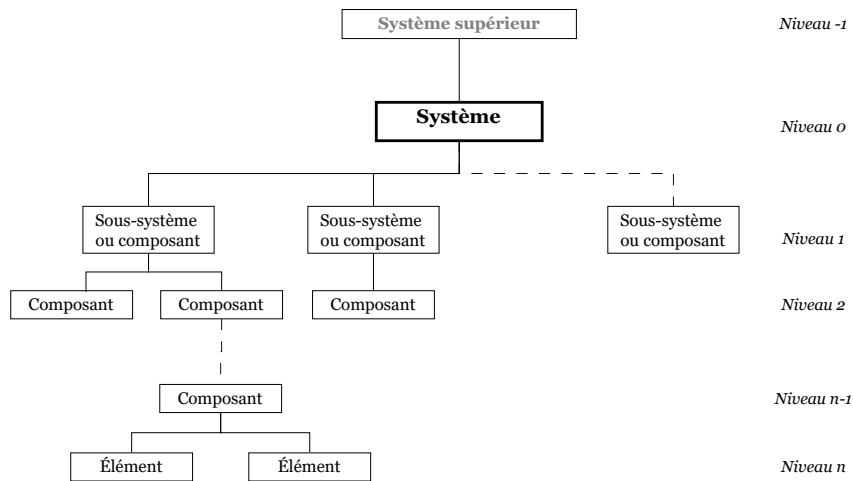 Système supérieur
Niveau -1
Système
Niveau 0
Sous-système
ou composant
Sous-système
ou composant
Sous-système
ou composant
Niveau 1
Composant
Composant
Composant
Niveau 2
Composant
Niveau n-1
Élément
Élément
Niveau n